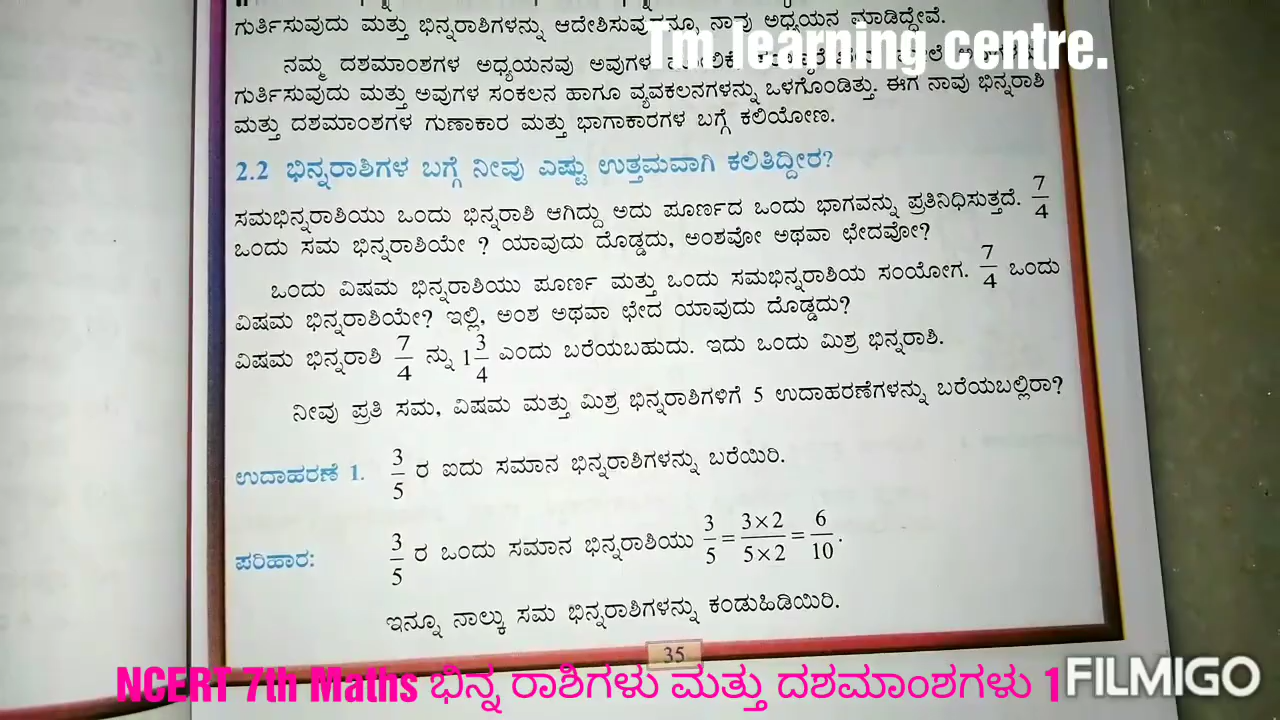 ಗುರ್ತಿಸುವುದು ಮತ್ತು ಭಿನ್ನರಾಶಿಗಳನ್ನು ಆದೇಶಿಸುವುದನ್ನೂ ನಾವು ಅಧ್ಯಯನ ಮಾಡಿದ್ದೇವೆ.
Tm learning centre.
ನಮ್ಮ ದಶಮಾಂಶಗಳ ಅಧ್ಯಯನವು ಅವುಗಳ
ಗುರ್ತಿಸುವುದು ಮತ್ತು ಅವುಗಳ ಸಂಕಲನ ಹಾಗೂ ವ್ಯವಕಲನಗಳನ್ನು ಒಳಗೊಂಡಿತ್ತು. ಈಗ ನಾವು ಭಿನ್ನರಾಶಿ
ಮತ್ತು ದಶಮಾಂಶಗಳ ಗುಣಾಕಾರ ಮತ್ತು ಭಾಗಾಕಾರಗಳ ಬಗ್ಗೆ ಕಲಿಯೋಣ.
2.2 ಭಿನ್ನರಾಶಿಗಳ ಬಗ್ಗೆ ನೀವು ಎಷ್ಟು ಉತ್ತಮವಾಗಿ ಕಲಿತಿದ್ದೀರ?
ಸಮಭಿನ್ನರಾಶಿಯು ಒಂದು ಭಿನ್ನರಾಶಿ ಆಗಿದ್ದು ಅದು ಪೂರ್ಣದ ಒಂದು ಭಾಗವನ್ನು ಪ್ರತಿನಿಧಿಸುತ್ತದೆ. 7/4
ಒಂದು ಸಮ ಭಿನ್ನರಾಶಿಯೇ ? ಯಾವುದು ದೊಡ್ಡದು, ಅಂಶವೋ ಅಥವಾ ಛೇದವೋ?
ಒಂದು ವಿಷಮ ಭಿನ್ನರಾಶಿಯು ಪೂರ್ಣ ಮತ್ತು ಒಂದು ಸಮಭಿನ್ನರಾಶಿಯ ಸಂಯೋಗ. 7/4 ಒಂದು
ವಿಷಮ ಭಿನ್ನರಾಶಿಯೇ? ಇಲ್ಲಿ, ಅಂಶ ಅಥವಾ ಛೇದ ಯಾವುದು ದೊಡ್ಡದು?
ವಿಷಮ ಭಿನ್ನರಾಶಿ 7/4 ನ್ನು 1 3/4 ಎಂದು ಬರೆಯಬಹುದು. ಇದು ಒಂದು ಮಿಶ್ರ ಭಿನ್ನರಾಶಿ.
ನೀವು ಪ್ರತಿ ಸಮ, ವಿಷಮ ಮತ್ತು ಮಿಶ್ರ ಭಿನ್ನರಾಶಿಗಳಿಗೆ 5 ಉದಾಹರಣೆಗಳನ್ನು ಬರೆಯಬಲ್ಲಿರಾ?
ಉದಾಹರಣೆ 1. 3/5 ರ ಐದು ಸಮಾನ ಭಿನ್ನರಾಶಿಗಳನ್ನು ಬರೆಯಿರಿ.
ಪರಿಹಾರ: 3/5 ರ ಒಂದು ಸಮಾನ ಭಿನ್ನರಾಶಿಯು 3/5 = 3×2/5×2 = 6/10.
ಇನ್ನೂ ನಾಲ್ಕು ಸಮ ಭಿನ್ನರಾಶಿಗಳನ್ನು ಕಂಡುಹಿಡಿಯಿರಿ.
35
NCERT 7th Maths ಭಿನ್ನ ರಾಶಿಗಳು ಮತ್ತು ದಶಮಾಂಶಗಳು 1
FILMIGO